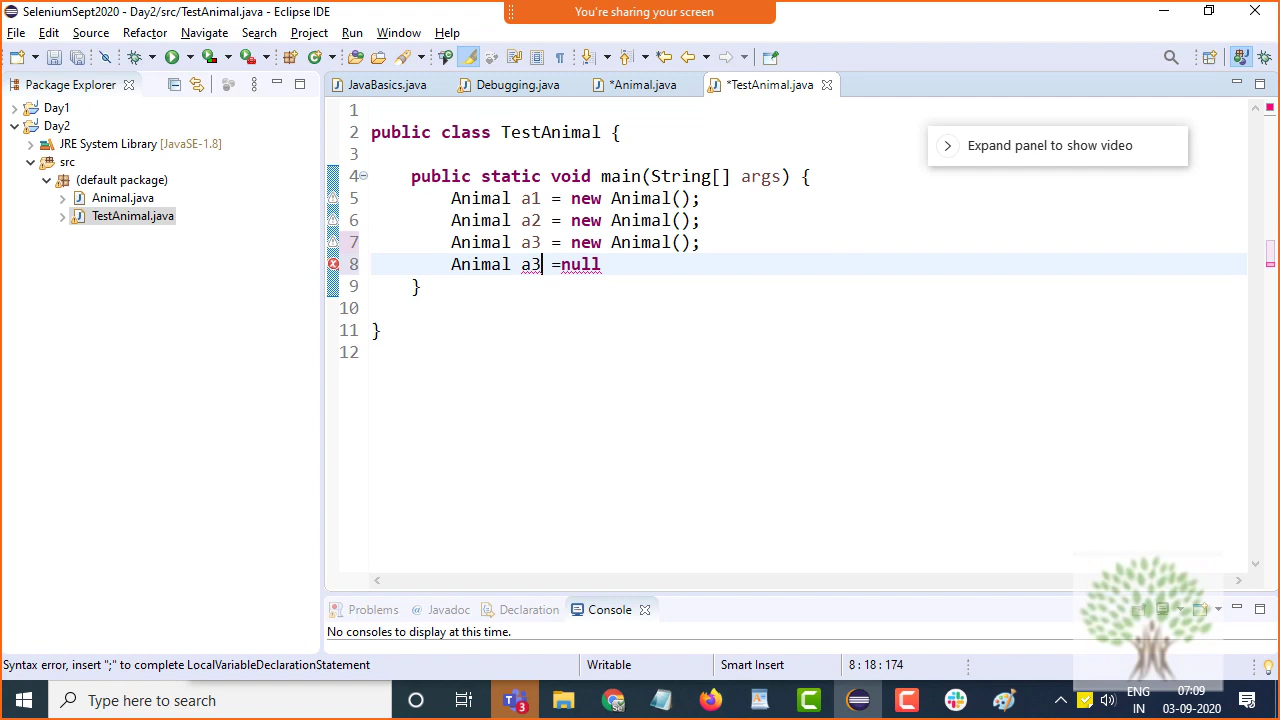 SeleniumSept2020 - Day2/src/TestAnimal.java - Eclipse IDE
You're sharing your screen
File Edit Source Refactor Navigate Search Project Run Window Help
Package Explorer
JavaBasics.java
Debugging.java
*Animal.java
*TestAnimal.java
Day1
Day2
JRE System Library [JavaSE-1.8]
src
(default package)
Animal.java
TestAnimal.java
Expand panel to show video
1
2 public class TestAnimal {
3
4 public static void main(String[] args) {
5 Animal a1 = new Animal();
6 Animal a2 = new Animal();
7 Animal a3 = new Animal();
8 Animal a3 =null
9 }
10
11 }
12
Problems Javadoc Declaration Console
No consoles to display at this time.
Syntax error, insert ";" to complete LocalVariableDeclarationStatement
Writable
Smart Insert
8 : 18 : 174
Type here to search
3
ENG
IN
07:09
03-09-2020